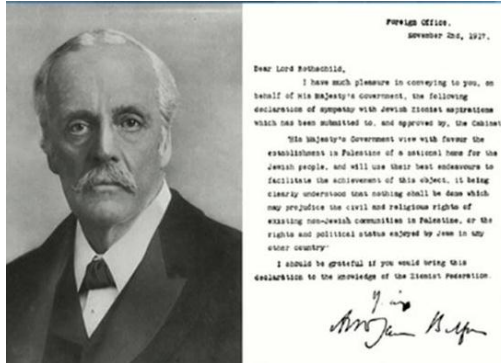 Foreign Office,
November 2nd, 1917.
Dear Lord Rothschild,
I have much pleasure in conveying to you, on
behalf of His Majesty's Government, the following
declaration of sympathy with Jewish Zionist aspirations
which has been submitted to, and approved by, the Cabinet
"His Majesty's Government view with favour the
establishment in Palestine of a national home for the
Jewish people, and will use their best endeavours to
facilitate the achievement of this object, it being
clearly understood that nothing shall be done which
may prejudice the civil and religious rights of
existing non-Jewish communities in Palestine, or the
rights and political status enjoyed by Jews in any
other country"
I should be grateful if you would bring this
declaration to the knowledge of the Zionist Federation.